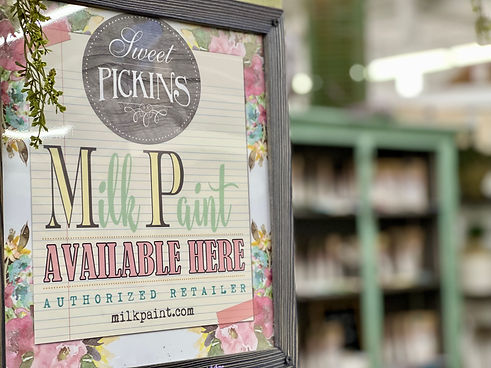 Sweet
PICKINS
Milk Paint
AVAILABLE HERE
AUTHORIZED RETAILER
milkpaint.com